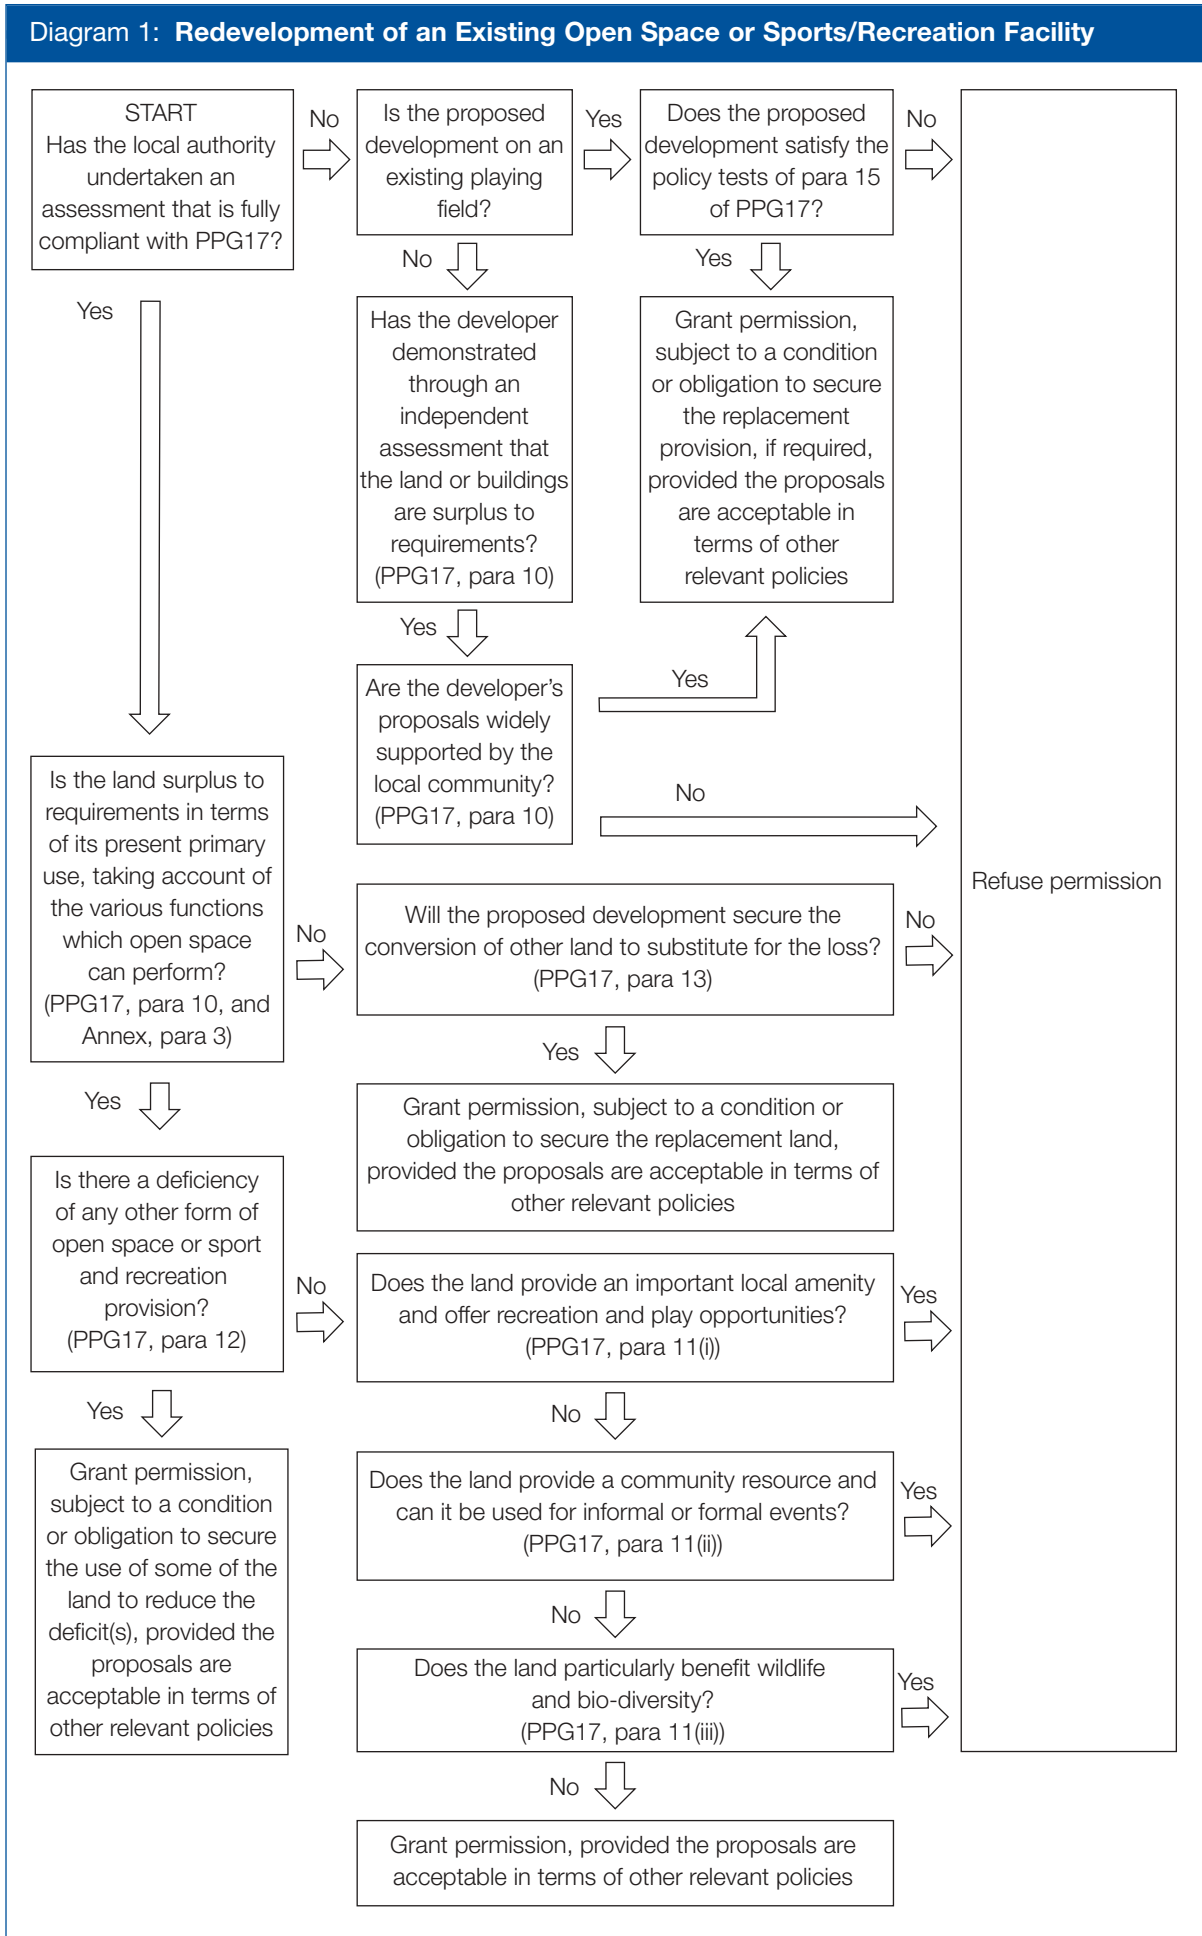 Diagram 1: Redevelopment of an Existing Open Space or Sports/Recreation Facility
START
Has the local authority
undertaken an
assessment that is fully
compliant with PPG17?
No
Is the proposed
development on an
existing playing
field?
Yes
Does the proposed
development satisfy the
policy tests of para 15
of PPG17?
No
Yes
No
Yes
Has the developer
demonstrated
through an
independent
assessment that
the land or buildings
are surplus to
requirements?
(PPG17, para 10)
Grant permission,
subject to a condition
or obligation to secure
the replacement
provision, if required,
provided the proposals
are acceptable in
terms of other
relevant policies
Yes
Are the developer's
proposals widely
supported by the
local community?
(PPG17, para 10)
Yes
No
Refuse permission
Is the land surplus to
requirements in terms
of its present primary
use, taking account of
the various functions
which open space
can perform?
(PPG17, para 10, and
Annex, para 3)
No
Will the proposed development secure the
conversion of other land to substitute for the loss?
(PPG17, para 13)
No
Yes
Yes
Grant permission, subject to a condition or
obligation to secure the replacement land,
provided the proposals are acceptable in terms of
other relevant policies
Is there a deficiency
of any other form of
open space or sport
and recreation
provision?
(PPG17, para 12)
No
Does the land provide an important local amenity
and offer recreation and play opportunities?
(PPG17, para 11(i))
Yes
Yes
No
Grant permission,
subject to a condition
or obligation to secure
the use of some of the
land to reduce the
deficit(s), provided the
proposals are
acceptable in terms of
other relevant policies
Does the land provide a community resource and
can it be used for informal or formal events?
(PPG17, para 11(ii))
Yes
No
Does the land particularly benefit wildlife
and bio-diversity?
(PPG17, para 11(iii))
Yes
No
Grant permission, provided the proposals are
acceptable in terms of other relevant policies